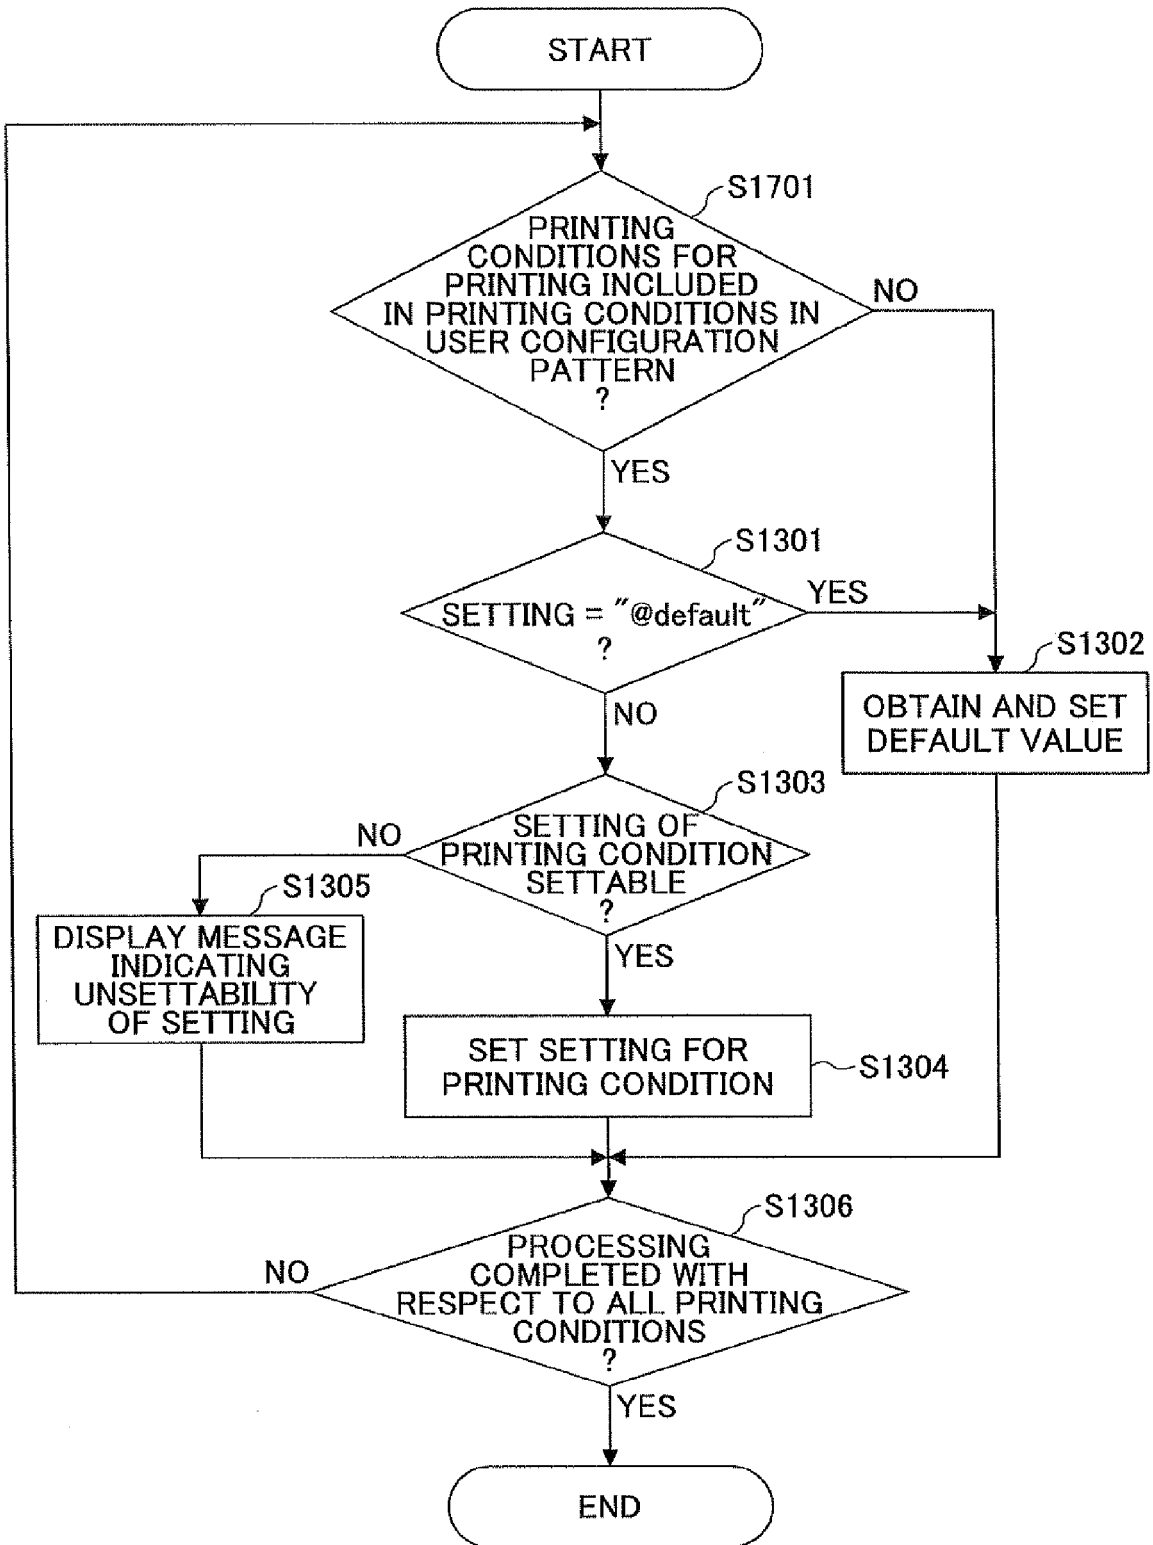 START
S1701
PRINTING
CONDITIONS FOR
PRINTING INCLUDED
IN PRINTING CONDITIONS IN
USER CONFIGURATION
PATTERN
?
NO
YES
S1301
SETTING = "@default"
?
YES
NO
S1302
OBTAIN AND SET
DEFAULT VALUE
S1303
SETTING OF
PRINTING CONDITION
SETTABLE
?
NO
YES
S1305
DISPLAY MESSAGE
INDICATING
UNSETTABILITY
OF SETTING
SET SETTING FOR
PRINTING CONDITION
S1304
S1306
PROCESSING
COMPLETED WITH
RESPECT TO ALL PRINTING
CONDITIONS
?
NO
YES
END